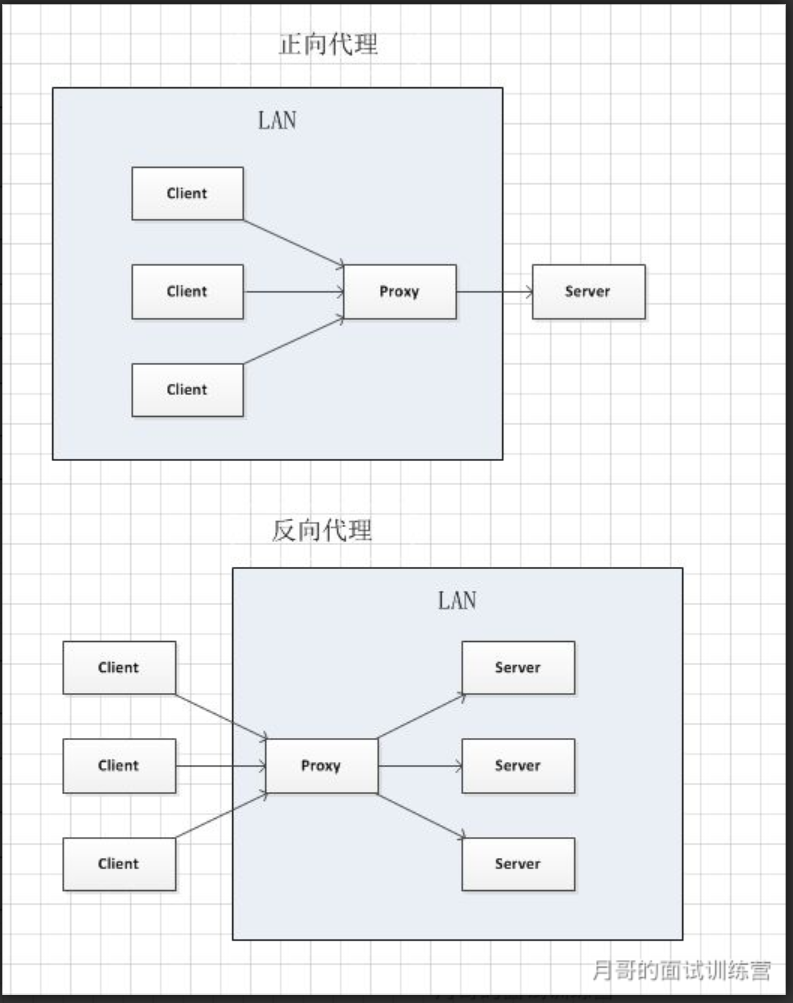 正向代理
LAN
Client
Client
Proxy
Server
Client
反向代理
LAN
Client
Server
Client
Proxy
Server
Client
Server
月哥的面试训练营